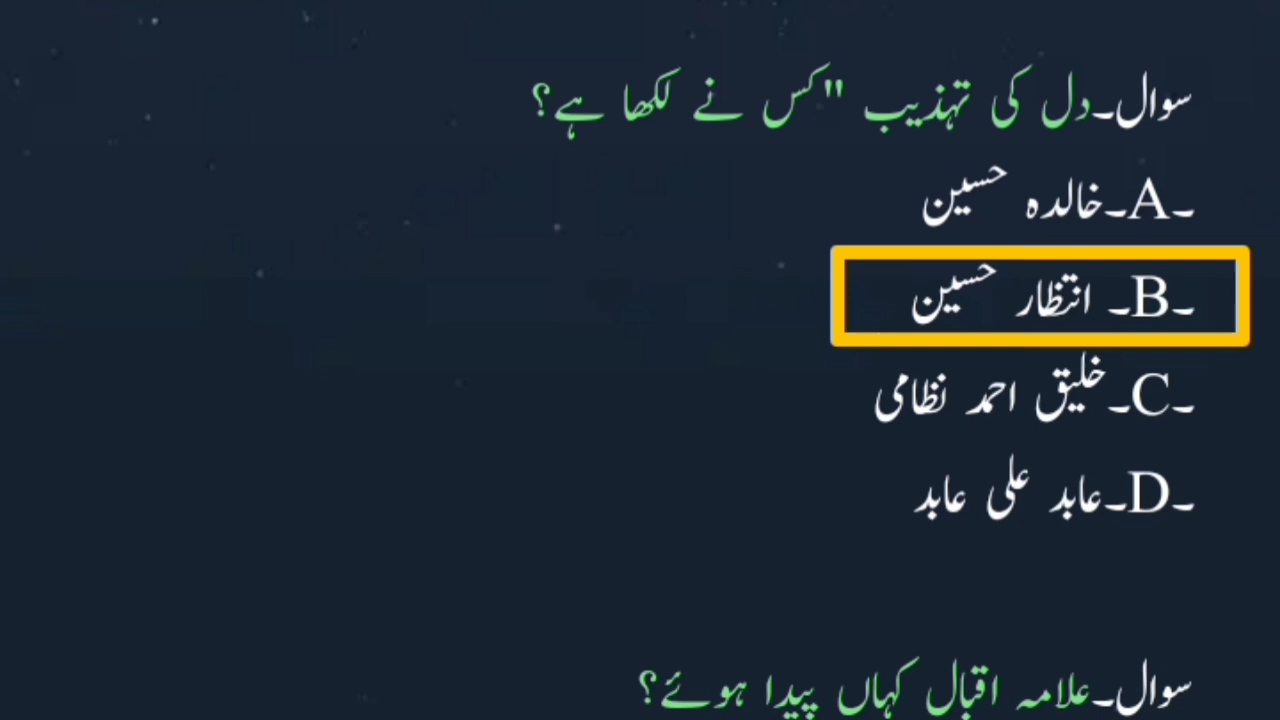 سوال۔دل کی تہذیب "کس نے لکھا ہے؟
۔A۔خالدہ حسین
۔B۔ انتظار حسین
۔C۔خلیق احمد نظامی
۔D۔عابد علی عابد
سوال۔علامہ اقبال کہاں پیدا ہوئے؟